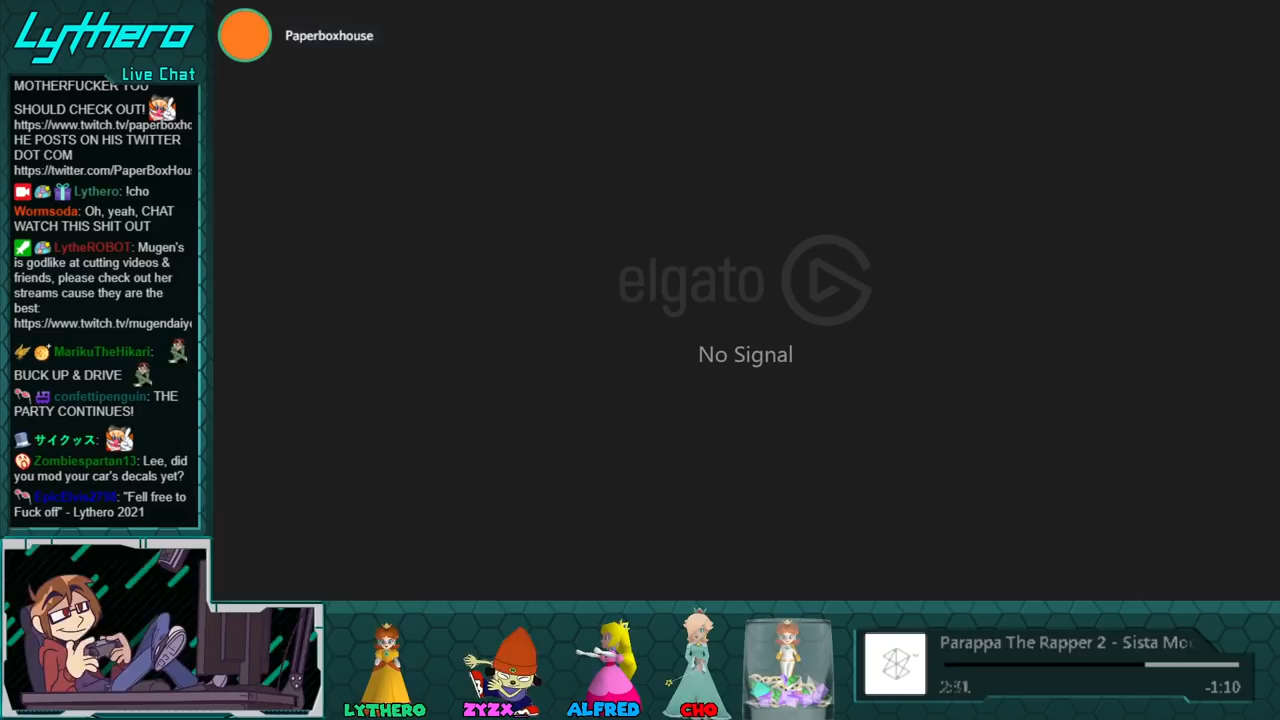 Lythero
Live Chat
MOTHERFUCKER YOU
SHOULD CHECK OUT!
https://www.twitch.tv/paperboxho
HE POSTS ON HIS TWITTER
DOT COM
https://twitter.com/PaperBoxHou
Lythero: !cho
Wormsoda: Oh, yeah, CHAT
WATCH THIS SHIT OUT
LytheROBOT: Mugen's
is godlike at cutting videos &
friends, please check out her
streams cause they are the
best:
https://www.twitch.tv/mugendaiy
MarikuTheHikari:
BUCK UP & DRIVE
confettipenguin: THE
PARTY CONTINUES!
サイクッス:
Zombiespartan13: Lee, did
you mod your car's decals yet?
EpicElvis2798: "Fell free to
Fuck off" - Lythero 2021
Paperboxhouse
elgato
No Signal
LYTHERO
ZYZX
ALFRED
CHO
Parappa The Rapper 2 - Sista Mo
2:31
-1:10